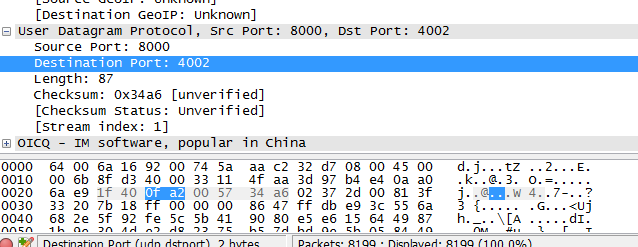 [Destination GeoIP: Unknown]
User Datagram Protocol, Src Port: 8000, Dst Port: 4002
Source Port: 8000
Destination Port: 4002
Length: 87
Checksum: 0x34a6 [unverified]
[Checksum Status: Unverified]
[Stream index: 1]
OICQ - IM software, popular in China
0000 64 00 6a 16 92 00 74 5a aa c2 32 d7 08 00 45 00 d.j...tZ ..2...E.
0010 00 6b 8f d3 40 00 33 11 4f aa 3d 97 b4 e4 0a a0 .k..@.3. O.=.....
0020 6a e9 1f 40 0f a2 00 57 34 a6 02 37 2d 00 81 3f j..@...W 4..7-..?
0030 33 20 7b 18 ff 00 00 00 86 47 ff db e9 3c 55 6a 3 {..... .G...<Uj
0040 68 2e 5f 92 fe 5c 5b 41 90 80 e5 e6 15 64 49 87 h._..\[A .....dI.
Destination Port (udp.dstport), 2 bytes Packets: 8199 · Displayed: 8199 (100.0%)